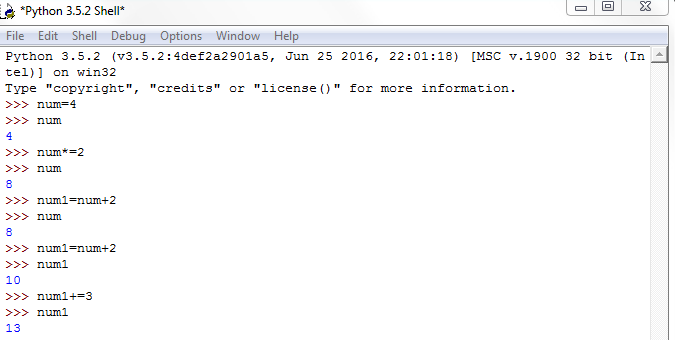 *Python 3.5.2 Shell*
File Edit Shell Debug Options Window Help
Python 3.5.2 (v3.5.2:4def2a2901a5, Jun 25 2016, 22:01:18) [MSC v.1900 32 bit (In
tel)] on win32
Type "copyright", "credits" or "license()" for more information.
>>> num=4
>>> num
4
>>> num*=2
>>> num
8
>>> num1=num+2
>>> num
8
>>> num1=num+2
>>> num1
10
>>> num1+=3
>>> num1
13